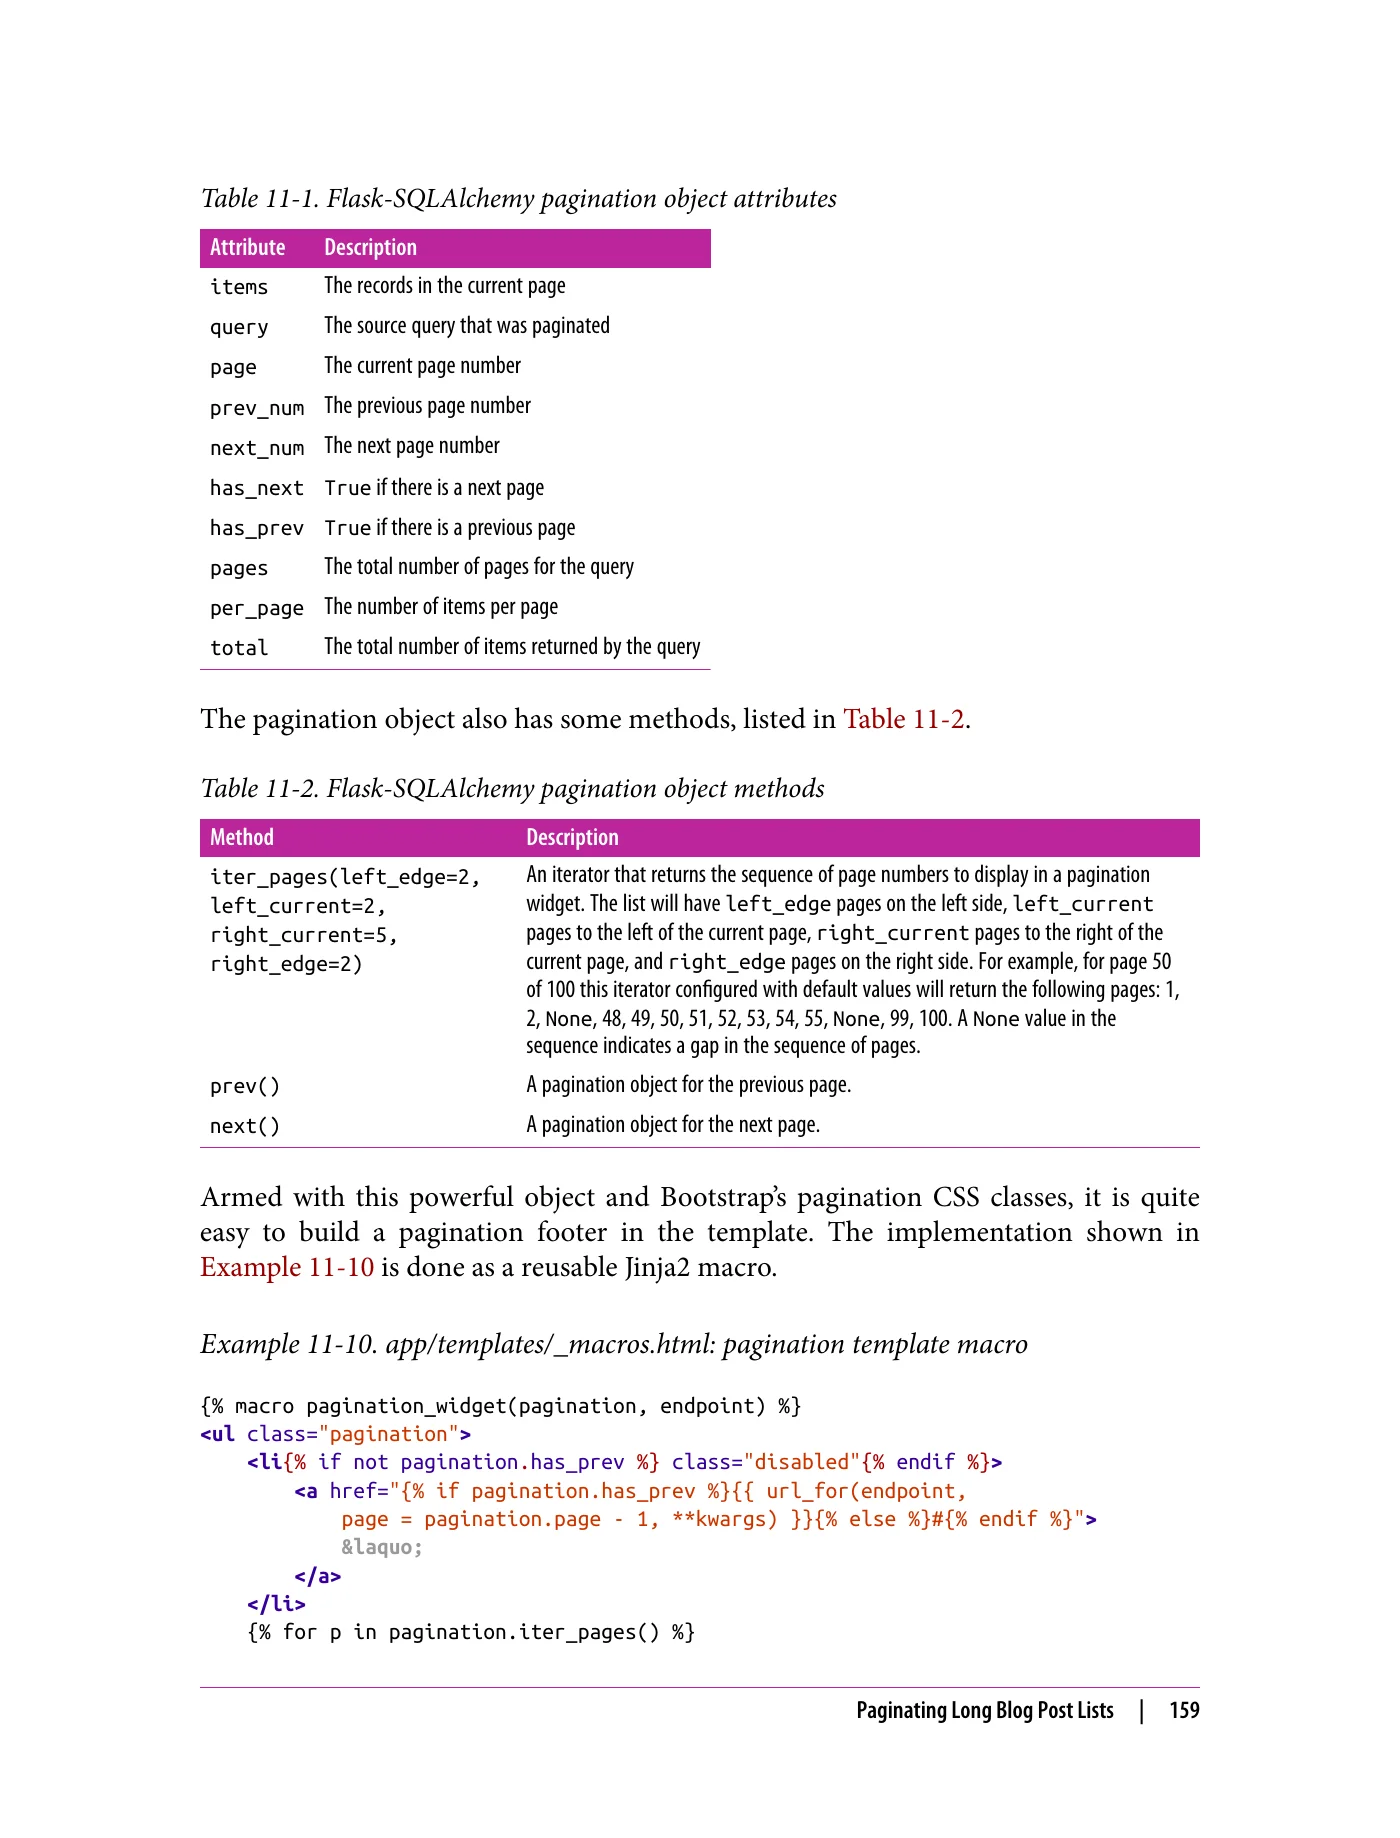 Table 11-1. Flask-SQLAlchemy pagination object attributes
Attribute Description
items The records in the current page
query The source query that was paginated
page The current page number
prev_num The previous page number
next_num The next page number
has_next True if there is a next page
has_prev True if there is a previous page
pages The total number of pages for the query
per_page The number of items per page
total The total number of items returned by the query
The pagination object also has some methods, listed in Table 11-2.
Table 11-2. Flask-SQLAlchemy pagination object methods
Method Description
iter_pages(left_edge=2, An iterator that returns the sequence of page numbers to display in a pagination
left_current=2, widget. The list will have left_edge pages on the left side, left_current
right_current=5, pages to the left of the current page, right_current pages to the right of the
right_edge=2) current page, and right_edge pages on the right side. For example, for page 50
of 100 this iterator configured with default values will return the following pages: 1,
2, None, 48, 49, 50, 51, 52, 53, 54, 55, None, 99, 100. A None value in the
sequence indicates a gap in the sequence of pages.
prev() A pagination object for the previous page.
next() A pagination object for the next page.
Armed with this powerful object and Bootstrap’s pagination CSS classes, it is quite
easy to build a pagination footer in the template. The implementation shown in
Example 11-10 is done as a reusable Jinja2 macro.
Example 11-10. app/templates/_macros.html: pagination template macro
{% macro pagination_widget(pagination, endpoint) %}
<ul class="pagination">
    <li{% if not pagination.has_prev %} class="disabled"{% endif %}>
        <a href="{% if pagination.has_prev %}{{ url_for(endpoint,
            page = pagination.page - 1, **kwargs) }}{% else %}#{% endif %}">
            &laquo;
        </a>
    </li>
    {% for p in pagination.iter_pages() %}
Paginating Long Blog Post Lists | 159